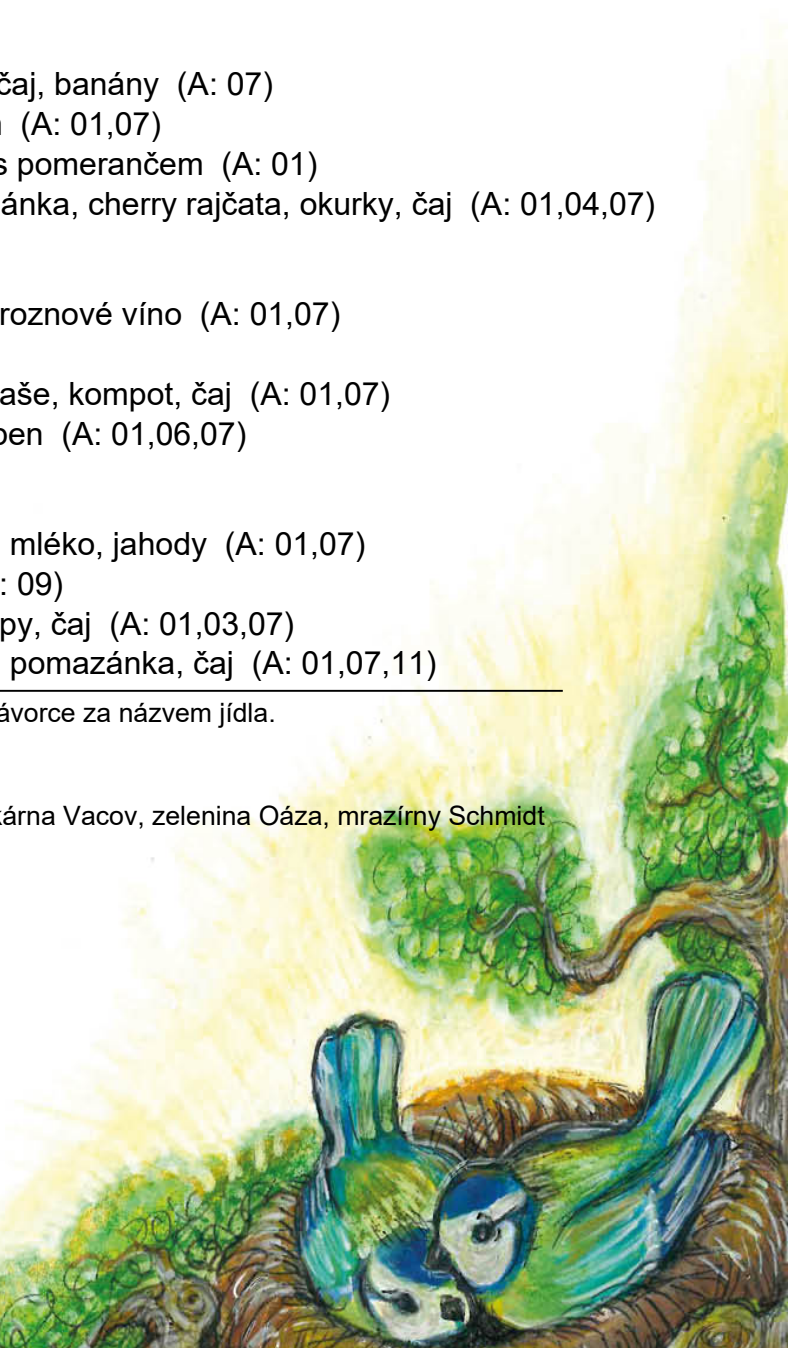 čaj, banány (A: 07)
(A: 01,07)
s pomerančem (A: 01)
ánka, cherry rajčata, okurky, čaj (A: 01,04,07)
roznové víno (A: 01,07)
aše, kompot, čaj (A: 01,07)
pen (A: 01,06,07)
mléko, jahody (A: 01,07)
: 09)
py, čaj (A: 01,03,07)
pomazánka, čaj (A: 01,07,11)
ávorce za názvem jídla.
kárna Vacov, zelenina Oáza, mrazírny Schmidt